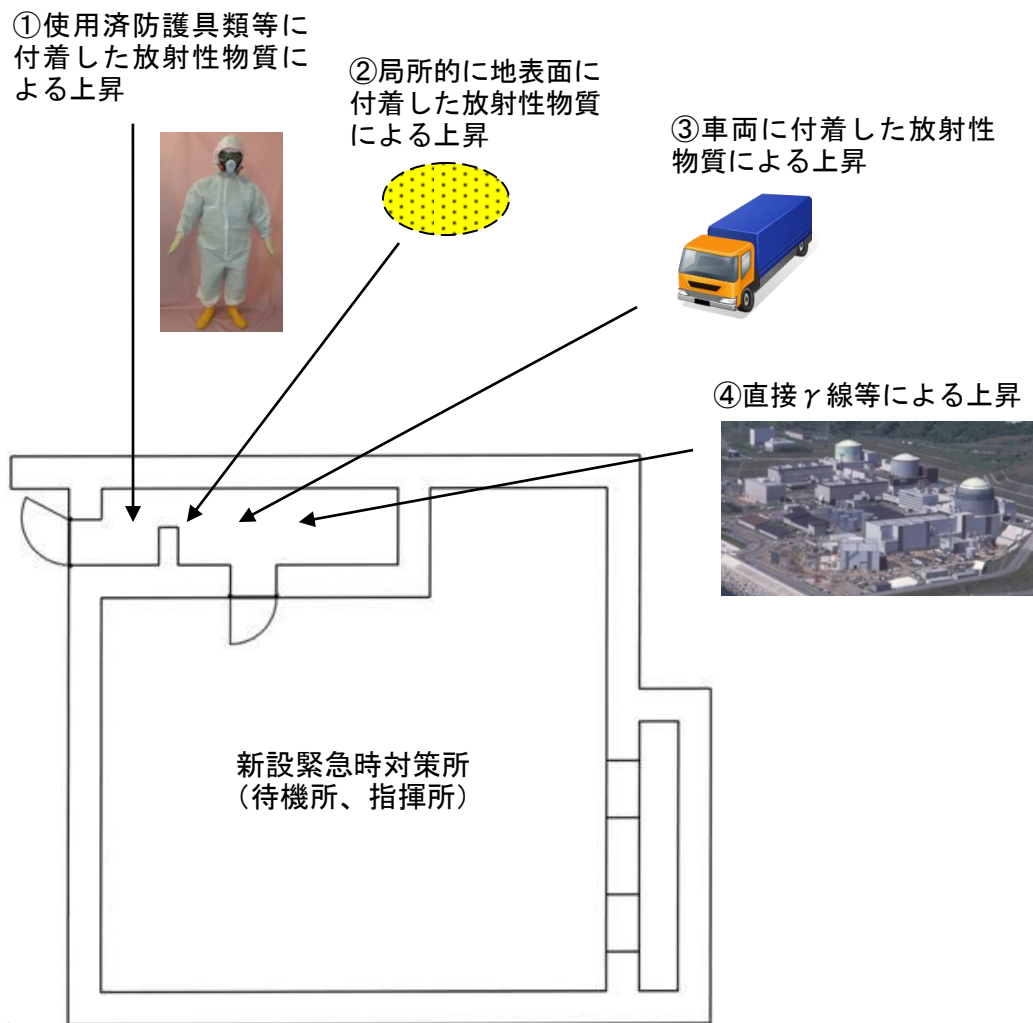 ①使用済防護具類等に
付着した放射性物質に
よる上昇
②局所的に地表面に
付着した放射性物質
による上昇
③車両に付着した放射性
物質による上昇
④直接γ線等による上昇
新設緊急時対策所
（待機所、指揮所）